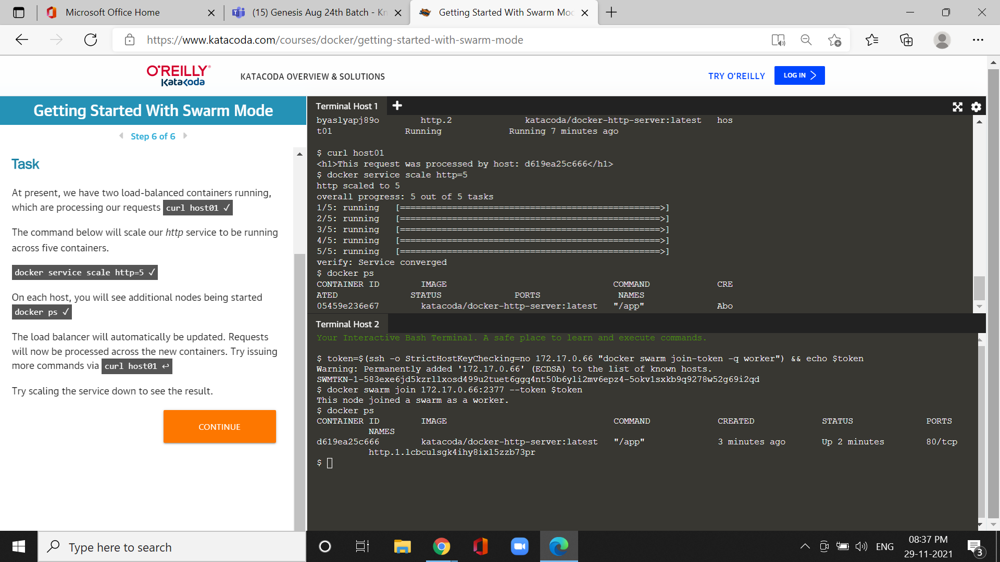 Microsoft Office Home
(15) Genesis Aug 24th Batch - Kn
Getting Started With Swarm Moc
https://www.katacoda.com/courses/docker/getting-started-with-swarm-mode
O'REILLY®
Katacoda
KATACODA OVERVIEW & SOLUTIONS
TRY O'REILLY
LOG IN
Getting Started With Swarm Mode
Step 6 of 6
Task
At present, we have two load-balanced containers running,
which are processing our requests curl host01 ✓
The command below will scale our http service to be running
across five containers.
docker service scale http=5 ✓
On each host, you will see additional nodes being started
docker ps ✓
The load balancer will automatically be updated. Requests
will now be processed across the new containers. Try issuing
more commands via curl host01 ↩
Try scaling the service down to see the result.
CONTINUE
Terminal Host 1
byaslyapj89o        http.2              katacoda/docker-http-server:latest   hos
t01              Running             Running 7 minutes ago
$ curl host01
<h1>This request was processed by host: d619ea25c666</h1>
$ docker service scale http=5
http scaled to 5
overall progress: 5 out of 5 tasks
1/5: running   [==================================================>]
2/5: running   [==================================================>]
3/5: running   [==================================================>]
4/5: running   [==================================================>]
5/5: running   [==================================================>]
verify: Service converged
$ docker ps
CONTAINER ID        IMAGE                                COMMAND             CRE
ATED              STATUS              PORTS               NAMES
05459e236e67        katacoda/docker-http-server:latest   "/app"              Abo
Terminal Host 2
Your Interactive Bash Terminal. A safe place to learn and execute commands.
$ token=$(ssh -o StrictHostKeyChecking=no 172.17.0.66 "docker swarm join-token -q worker") && echo $token
Warning: Permanently added '172.17.0.66' (ECDSA) to the list of known hosts.
SWMTKN-1-583exe6jd5kzrllxosd499u2tuet6ggq4nt50b6yli2mv6epz4-5okv1sxkb9q9278w52g69i2qd
$ docker swarm join 172.17.0.66:2377 --token $token
This node joined a swarm as a worker.
$ docker ps
CONTAINER ID        IMAGE                                COMMAND             CREATED             STATUS              PORTS
          NAMES
d619ea25c666        katacoda/docker-http-server:latest   "/app"              3 minutes ago       Up 2 minutes        80/tcp
          http.1.lcbculsgk4ihy8ixl5zzb73pr
$
Type here to search
ENG
08:37 PM
29-11-2021
3